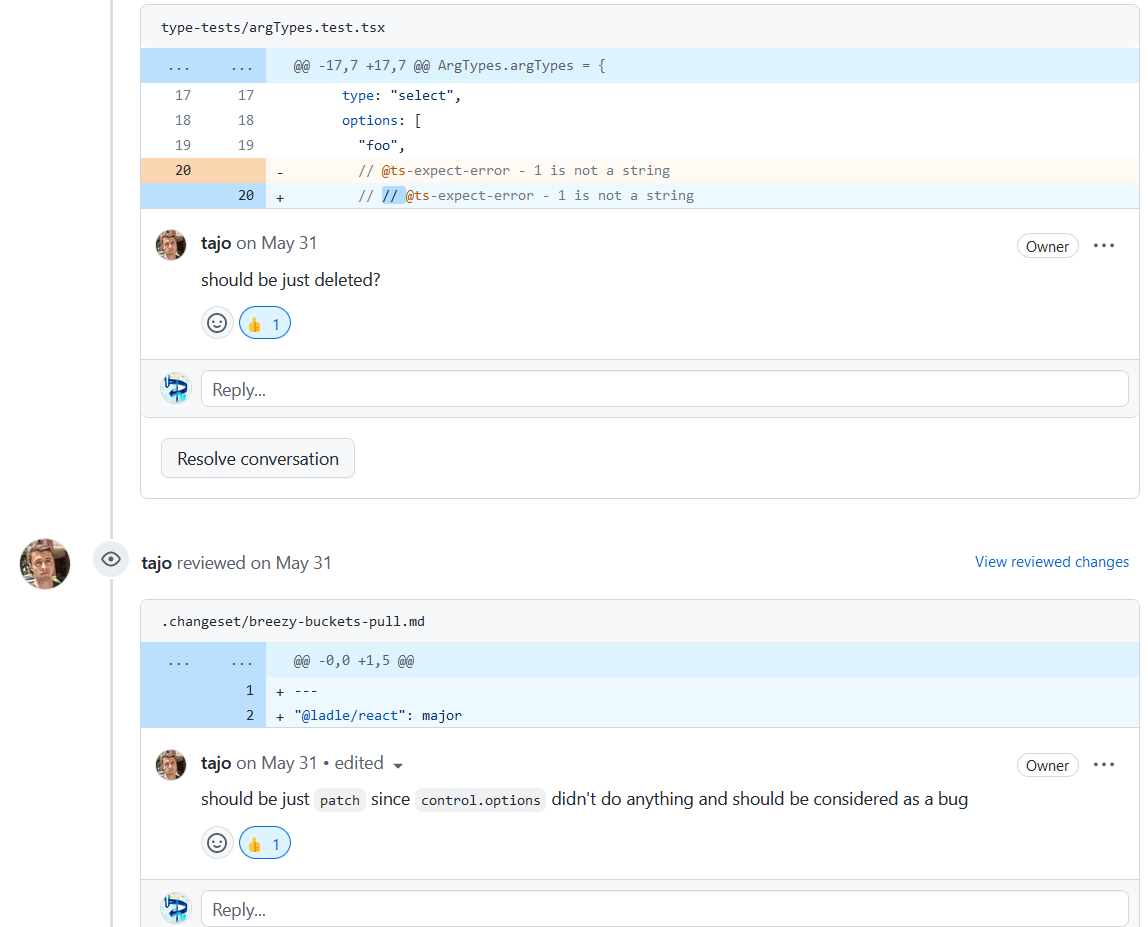 type-tests/argTypes.test.tsx
... ... @@ -17,7 +17,7 @@ ArgTypes.argTypes = {
17 17 type: "select",
18 18 options: [
19 19 "foo",
20 - // @ts-expect-error - 1 is not a string
20 + // // @ts-expect-error - 1 is not a string
tajo on May 31 Owner ...
should be just deleted?
👍 1
Reply...
Resolve conversation
tajo reviewed on May 31 View reviewed changes
.changeset/breezy-buckets-pull.md
... ... @@ -0,0 +1,5 @@
1 + ---
2 + "@ladle/react": major
tajo on May 31 • edited Owner ...
should be just patch since control.options didn't do anything and should be considered as a bug
👍 1
Reply...